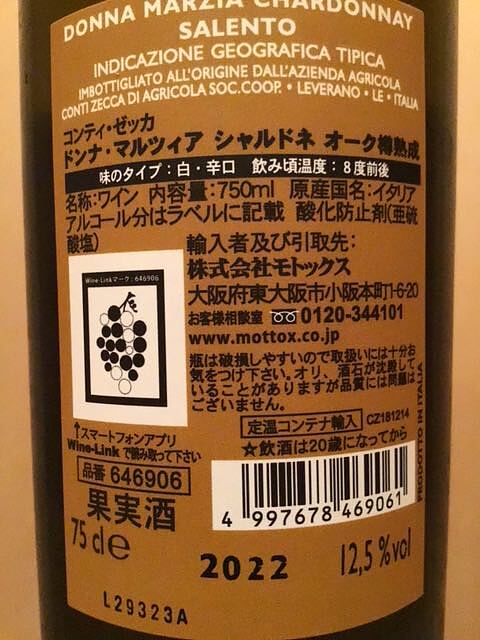 DONNA MARZIA CHARDONNAY
SALENTO
INDICAZIONE GEOGRAFICA TIPICA
IMBOTTIGLIATO ALL'ORIGINE DALL'AZIENDA AGRICOLA
CONTI ZECCA DI AGRICOLA SOC.COOP. • LEVERANO • LE • ITALIA
コンティ・ゼッカ
ドンナ・マルツィア シャルドネ オーク樽熟成
味のタイプ：白・辛口 飲み頃温度：8度前後
名称:ワイン 内容量:750ml 原産国名:イタリア
アルコール分はラベルに記載 酸化防止剤(亜硫
酸塩)
輸入者及び引取先：
株式会社モトックス
大阪府東大阪市小阪本町1-6-20
お客様相談室 0120-344101
www.mottox.co.jp
瓶は破損しやすいので取扱いには十分お
気をつけ下さい。オリ、酒石が沈殿して
いることがありますが品質には問題は
ございません。
定温コンテナ輸入 CZ181214
☆飲酒は20歳になってから
Wine-Linkマーク：646906
↑スマートフォンアプリ
Wine-Link で読み取って下さい
品番 646906
果実酒
75 cl e
4 997678 469061
PRODOTTO IN ITALIA
2022
12,5 %vol
L29323A